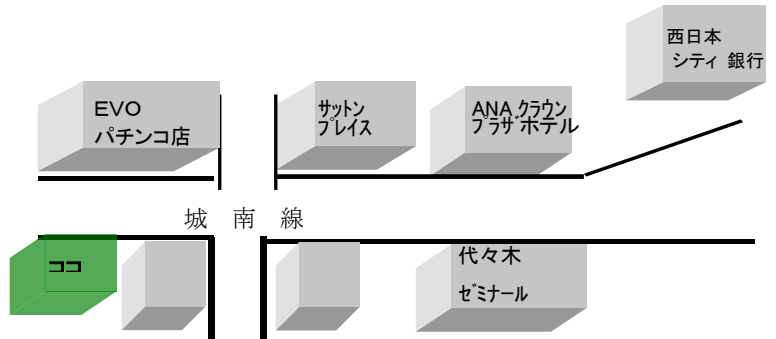 西日本
シティ 銀行
EVO
パチンコ店
サットン
プレイス
ANA クラウン
プラザホテル
城 南 線
ココ
代々木
ゼミナール